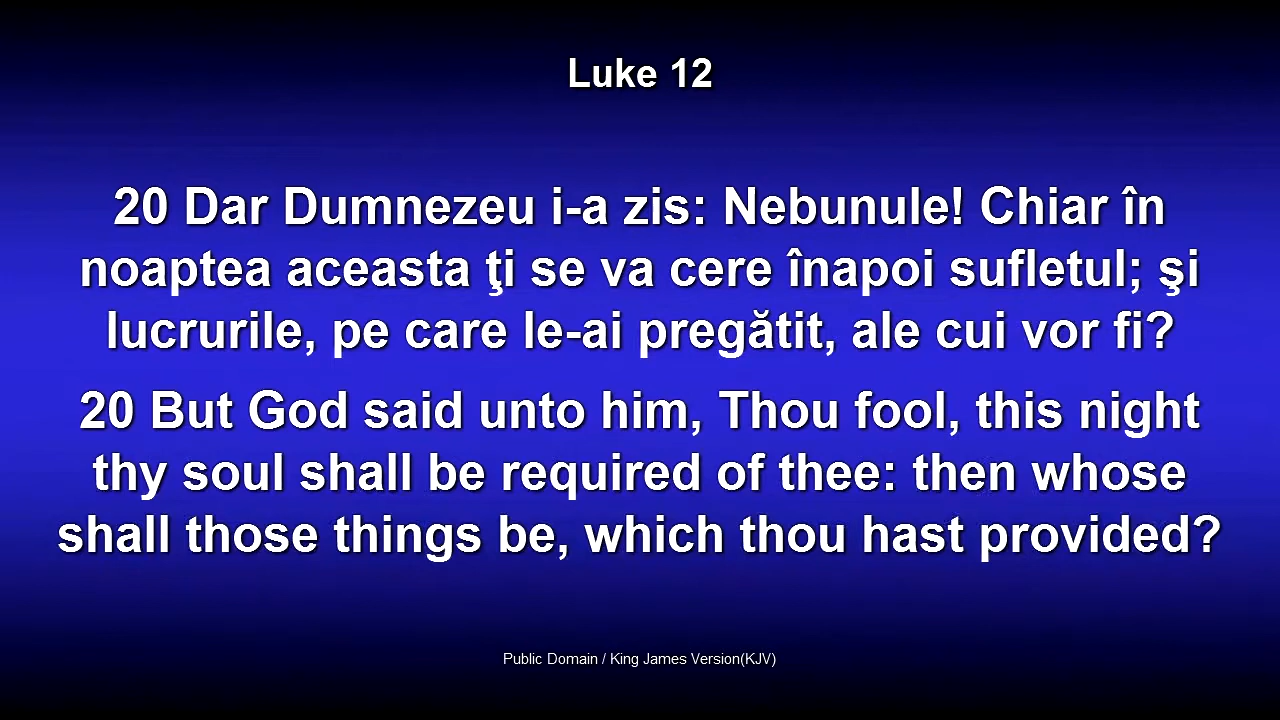 Luke 12
20 Dar Dumnezeu i-a zis: Nebunule! Chiar în
noaptea aceasta ţi se va cere înapoi sufletul; şi
lucrurile, pe care le-ai pregătit, ale cui vor fi?
20 But God said unto him, Thou fool, this night
thy soul shall be required of thee: then whose
shall those things be, which thou hast provided?
Public Domain / King James Version(KJV)